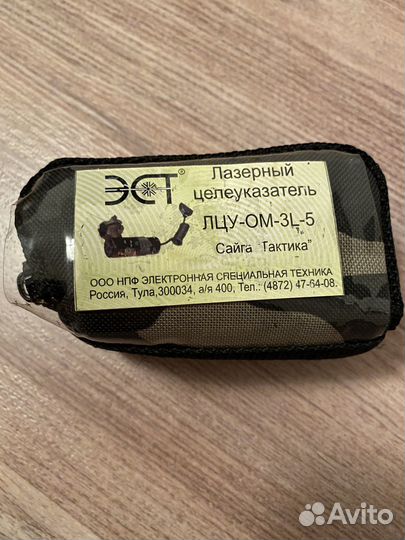 ЭСТ®
Лазерный
целеуказатель
ЛЦУ-ОМ-3L-5
Сайга "Тактика"
ООО НПФ ЭЛЕКТРОННАЯ СПЕЦИАЛЬНАЯ ТЕХНИКА
Россия, Тула,300034, а/я 400, Тел.: (4872) 47-64-08.
Avito